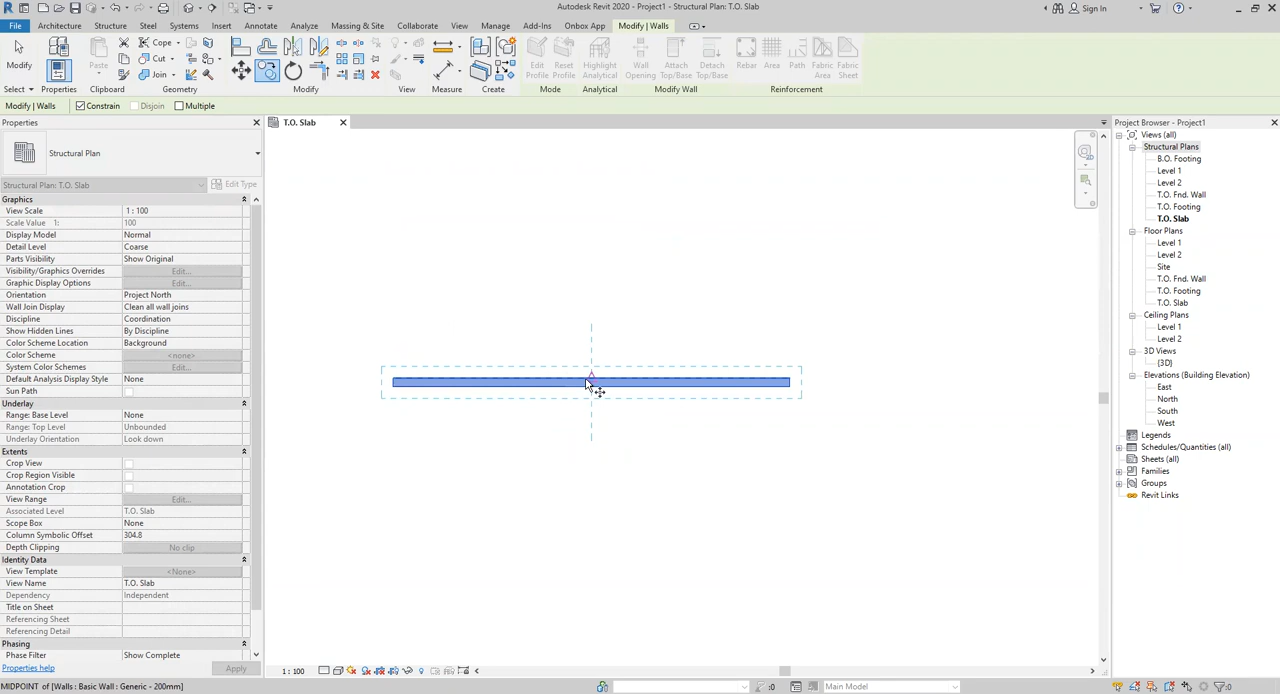 Autodesk Revit 2020 - Project1 - Structural Plan: T.O. Slab
Sign In
File Architecture Structure Steel Systems Insert Annotate Analyze Massing & Site Collaborate View Manage Add-Ins Onbox App Modify | Walls
Modify
Paste
Cope
Cut
Join
Edit Profile
Reset Profile
Highlight Analytical
Wall Opening
Attach Top/Base
Detach Top/Base
Rebar
Area
Path
Fabric Area
Fabric Sheet
Select Properties Clipboard Geometry Modify View Measure Create Mode Analytical Modify Wall Reinforcement
Modify | Walls Constrain Disjoin Multiple
Properties
T.O. Slab
Project Browser - Project1
Structural Plan
Structural Plan: T.O. Slab Edit Type
Graphics
View Scale 1 : 100
Scale Value 1: 100
Display Model Normal
Detail Level Coarse
Parts Visibility Show Original
Visibility/Graphics Overrides Edit...
Graphic Display Options Edit...
Orientation Project North
Wall Join Display Clean all wall joins
Discipline Coordination
Show Hidden Lines By Discipline
Color Scheme Location Background
Color Scheme <none>
System Color Schemes Edit...
Default Analysis Display Style None
Sun Path
Underlay
Range: Base Level None
Range: Top Level Unbounded
Underlay Orientation Look down
Extents
Crop View
Crop Region Visible
Annotation Crop
View Range Edit...
Associated Level T.O. Slab
Scope Box None
Column Symbolic Offset 304.8
Depth Clipping No clip
Identity Data
View Template <None>
View Name T.O. Slab
Dependency Independent
Title on Sheet
Referencing Sheet
Referencing Detail
Phasing
Phase Filter Show Complete
Properties help Apply
Views (all)
Structural Plans
B.O. Footing
Level 1
Level 2
T.O. Fnd. Wall
T.O. Footing
T.O. Slab
Floor Plans
Level 1
Level 2
Site
T.O. Fnd. Wall
T.O. Footing
T.O. Slab
Ceiling Plans
Level 1
Level 2
3D Views
{3D}
Elevations (Building Elevation)
East
North
South
West
Legends
Schedules/Quantities (all)
Sheets (all)
Families
Groups
Revit Links
1 : 100
MIDPOINT of [Walls : Basic Wall : Generic - 200mm]
:0
Main Model
:0